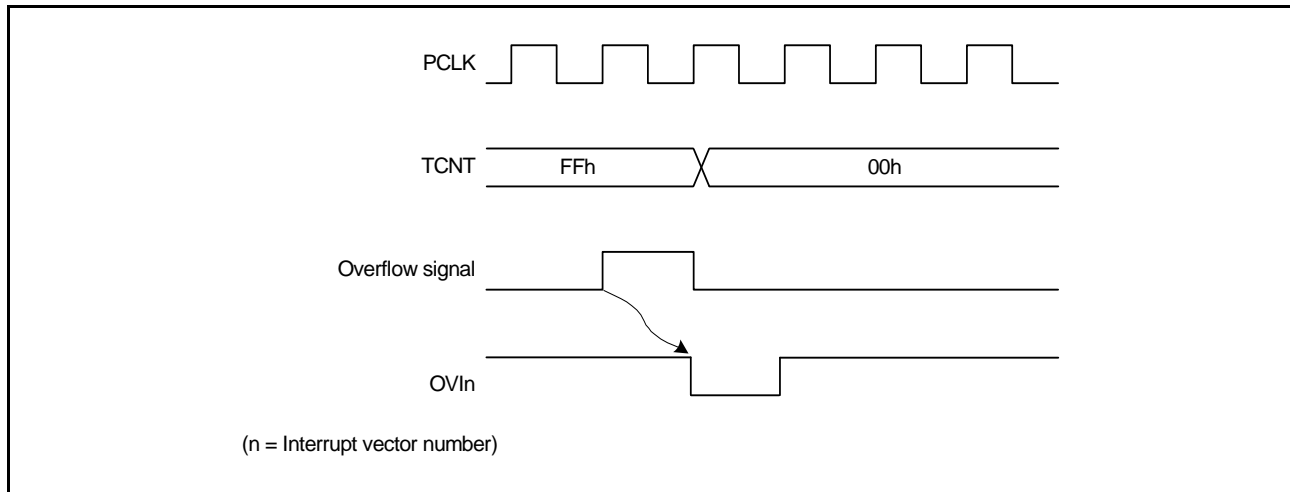 PCLK
TCNT
FFh
00h
Overflow signal
OVIn
(n = Interrupt vector number)